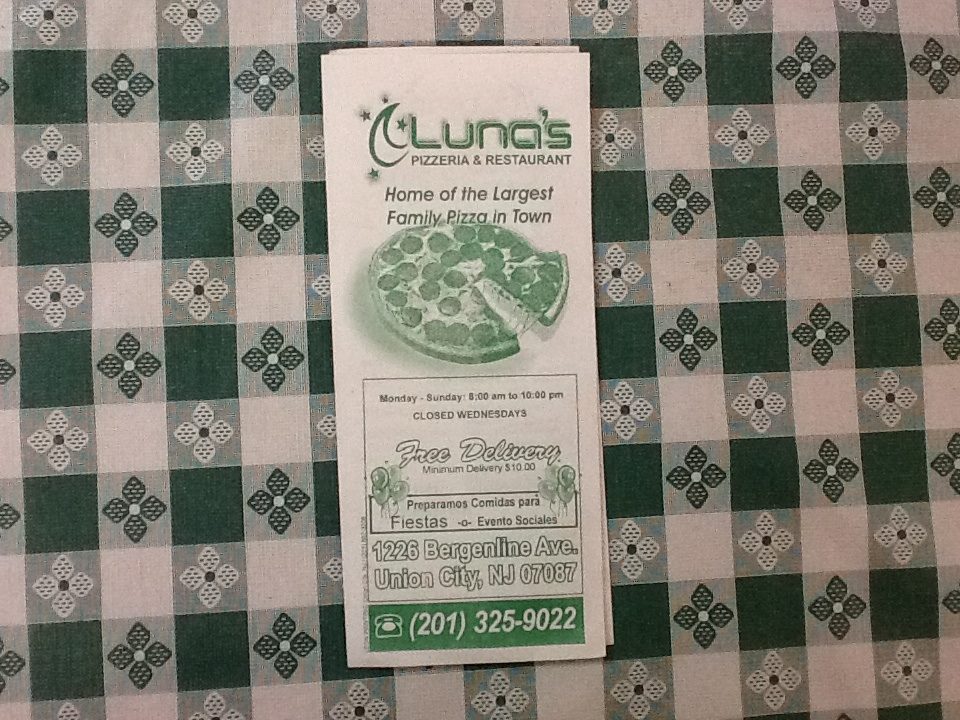 Luna's
PIZZERIA & RESTAURANT
Home of the Largest
Family Pizza in Town
Monday - Sunday: 8:00 am to 10:00 pm
CLOSED WEDNESDAYS
Free Delivery
Minimum Delivery $10.00
Preparamos Comidas para
Fiestas -o- Evento Sociales
1226 Bergenline Ave.
Union City, NJ 07087
(201) 325-9022